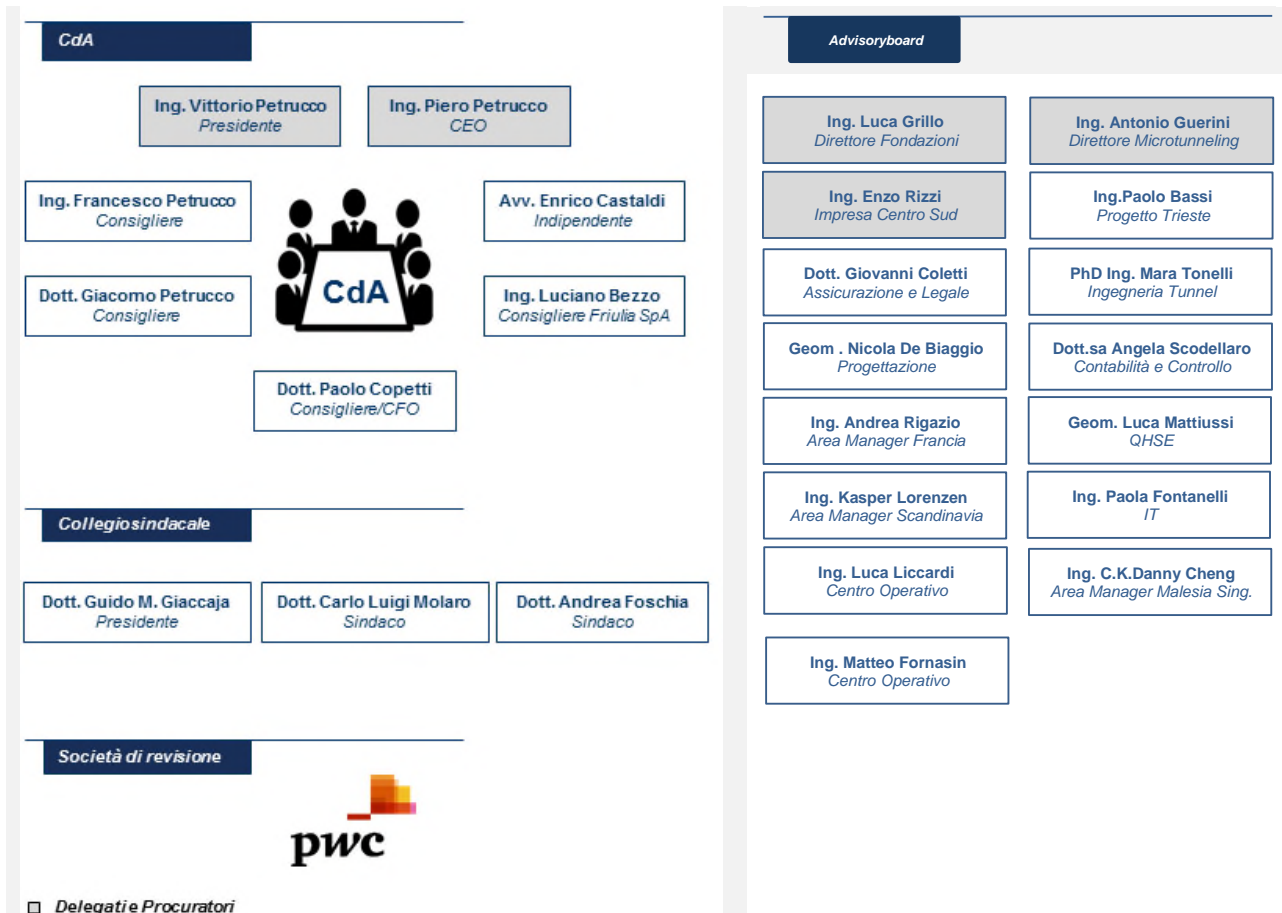 CdA
Ing. Vittorio Petrucco
Presidente
Ing. Piero Petrucco
CEO
Ing. Francesco Petrucco
Consigliere
Avv. Enrico Castaldi
Indipendente
CdA
Dott. Giacomo Petrucco
Consigliere
Ing. Luciano Bezzo
Consigliere Friulia SpA
Dott. Paolo Copetti
Consigliere/CFO
Collegiosindacale
Dott. Guido M. Giaccaja
Presidente
Dott. Carlo Luigi Molaro
Sindaco
Dott. Andrea Foschia
Sindaco
Società di revisione
pwc
Delegati e Procuratori
Advisoryboard
Ing. Luca Grillo
Direttore Fondazioni
Ing. Antonio Guerini
Direttore Microtunneling
Ing. Enzo Rizzi
Impresa Centro Sud
Ing.Paolo Bassi
Progetto Trieste
Dott. Giovanni Coletti
Assicurazione e Legale
PhD Ing. Mara Tonelli
Ingegneria Tunnel
Geom . Nicola De Biaggio
Progettazione
Dott.sa Angela Scodellaro
Contabilità e Controllo
Ing. Andrea Rigazio
Area Manager Francia
Geom. Luca Mattiussi
QHSE
Ing. Kasper Lorenzen
Area Manager Scandinavia
Ing. Paola Fontanelli
IT
Ing. Luca Liccardi
Centro Operativo
Ing. C.K.Danny Cheng
Area Manager Malesia Sing.
Ing. Matteo Fornasin
Centro Operativo